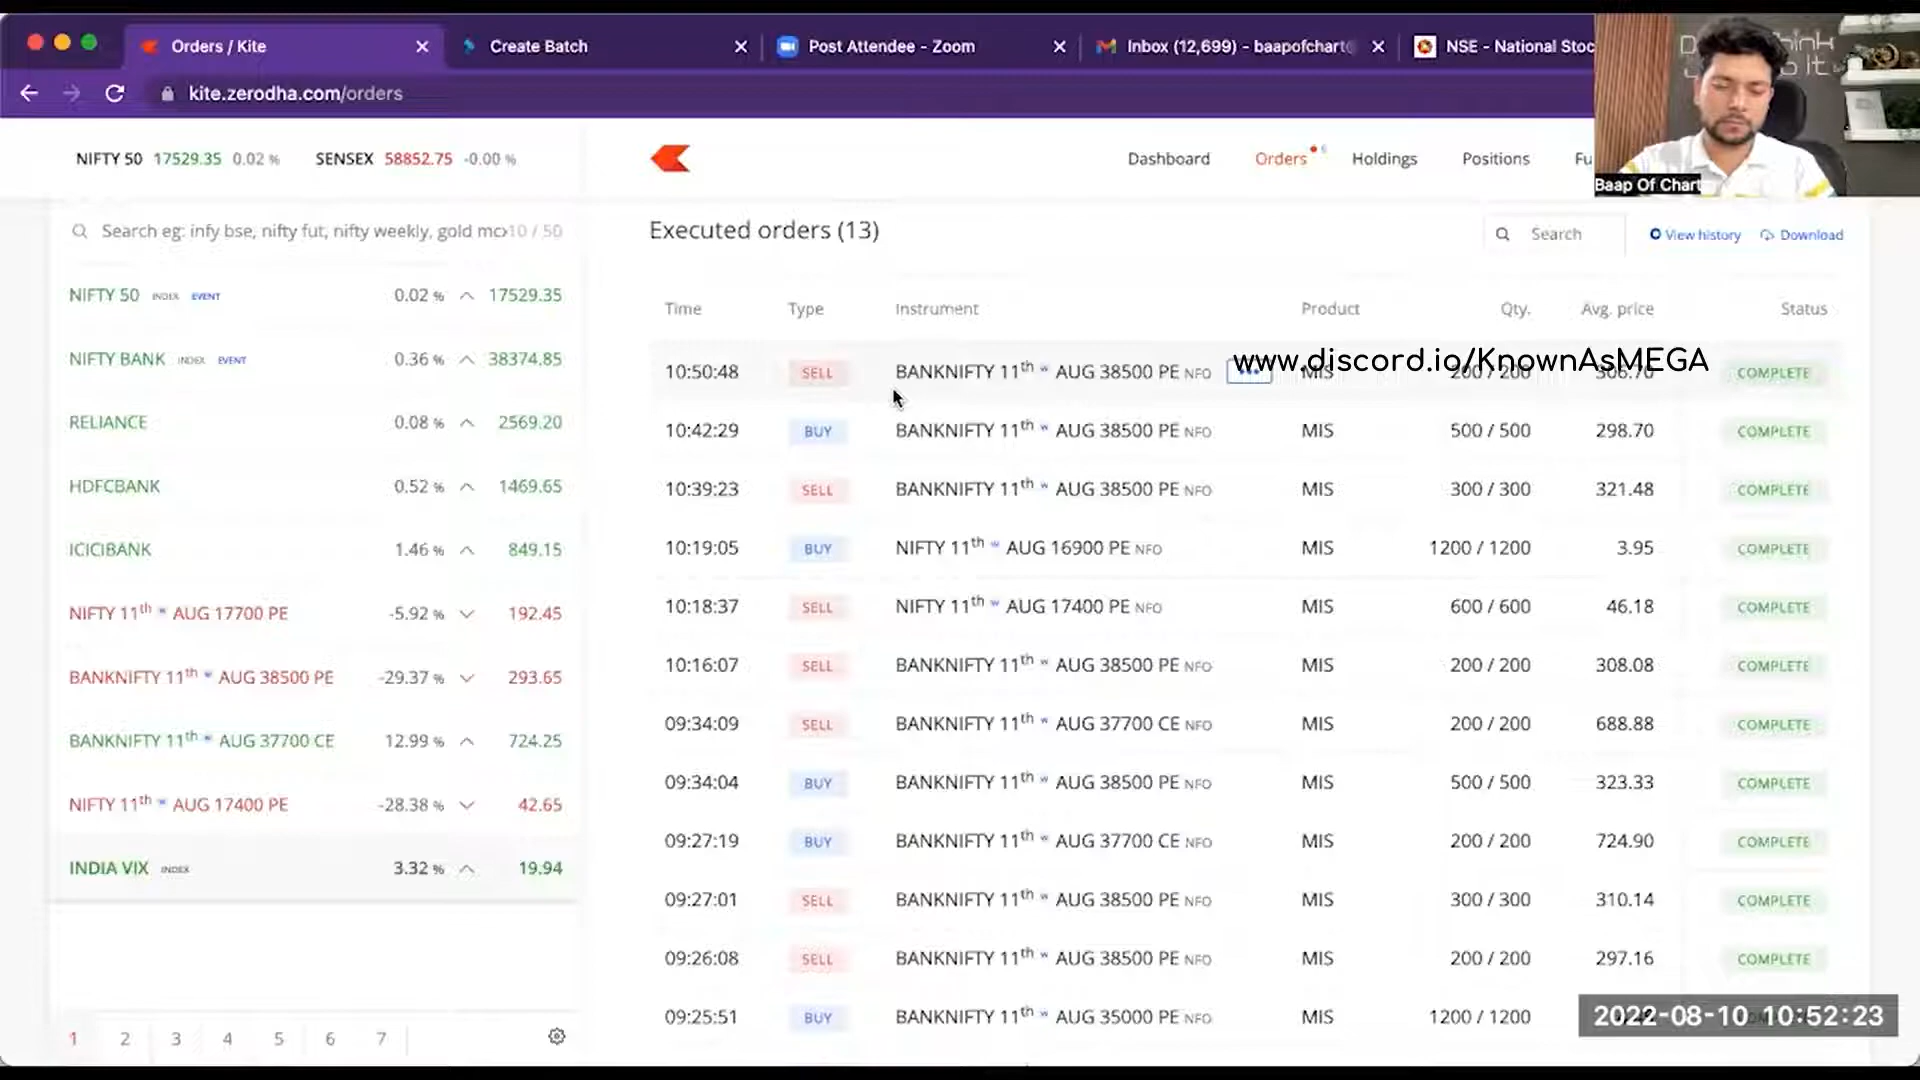 Orders / Kite
Create Batch
Post Attendee - Zoom
Inbox (12,699) - baapofchart
NSE - National Stoc
kite.zerodha.com/orders
Baap Of Chart
NIFTY 50 17529.35 0.02 %
SENSEX 58852.75 -0.00 %
Dashboard
Orders 6
Holdings
Positions
Fu
Search eg: infy bse, nifty fut, nifty weekly, gold mcx 10 / 50
NIFTY 50 INDEX EVENT 0.02 % 17529.35
NIFTY BANK INDEX EVENT 0.36 % 38374.85
RELIANCE 0.08 % 2569.20
HDFCBANK 0.52 % 1469.65
ICICIBANK 1.46 % 849.15
NIFTY 11th w AUG 17700 PE -5.92 % 192.45
BANKNIFTY 11th w AUG 38500 PE -29.37 % 293.65
BANKNIFTY 11th w AUG 37700 CE 12.99 % 724.25
NIFTY 11th w AUG 17400 PE -28.38 % 42.65
INDIA VIX INDEX 3.32 % 19.94
1 2 3 4 5 6 7
Executed orders (13)
Search
View history
Download
Time Type Instrument Product Qty. Avg. price Status
www.discord.io/KnownAsMEGA
10:50:48 SELL BANKNIFTY 11th w AUG 38500 PE NFO MIS 200 / 200 306.70 COMPLETE
10:42:29 BUY BANKNIFTY 11th w AUG 38500 PE NFO MIS 500 / 500 298.70 COMPLETE
10:39:23 SELL BANKNIFTY 11th w AUG 38500 PE NFO MIS 300 / 300 321.48 COMPLETE
10:19:05 BUY NIFTY 11th w AUG 16900 PE NFO MIS 1200 / 1200 3.95 COMPLETE
10:18:37 SELL NIFTY 11th w AUG 17400 PE NFO MIS 600 / 600 46.18 COMPLETE
10:16:07 SELL BANKNIFTY 11th w AUG 38500 PE NFO MIS 200 / 200 308.08 COMPLETE
09:34:09 SELL BANKNIFTY 11th w AUG 37700 CE NFO MIS 200 / 200 688.88 COMPLETE
09:34:04 BUY BANKNIFTY 11th w AUG 38500 PE NFO MIS 500 / 500 323.33 COMPLETE
09:27:19 BUY BANKNIFTY 11th w AUG 37700 CE NFO MIS 200 / 200 724.90 COMPLETE
09:27:01 SELL BANKNIFTY 11th w AUG 38500 PE NFO MIS 300 / 300 310.14 COMPLETE
09:26:08 SELL BANKNIFTY 11th w AUG 38500 PE NFO MIS 200 / 200 297.16 COMPLETE
09:25:51 BUY BANKNIFTY 11th w AUG 35000 PE NFO MIS 1200 / 1200
2022-08-10 10:52:23